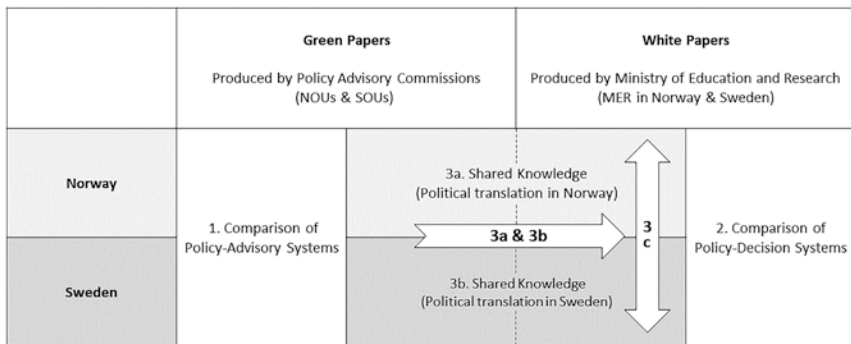 Green Papers
Produced by Policy Advisory Commissions
(NOUs & SOUs)
White Papers
Produced by Ministry of Education and Research
(MER in Norway & Sweden)
Norway
Sweden
1. Comparison of
Policy-Advisory Systems
3a. Shared Knowledge
(Political translation in Norway)
3a & 3b
3b. Shared Knowledge
(Political translation in Sweden)
3
c
2. Comparison of
Policy-Decision Systems